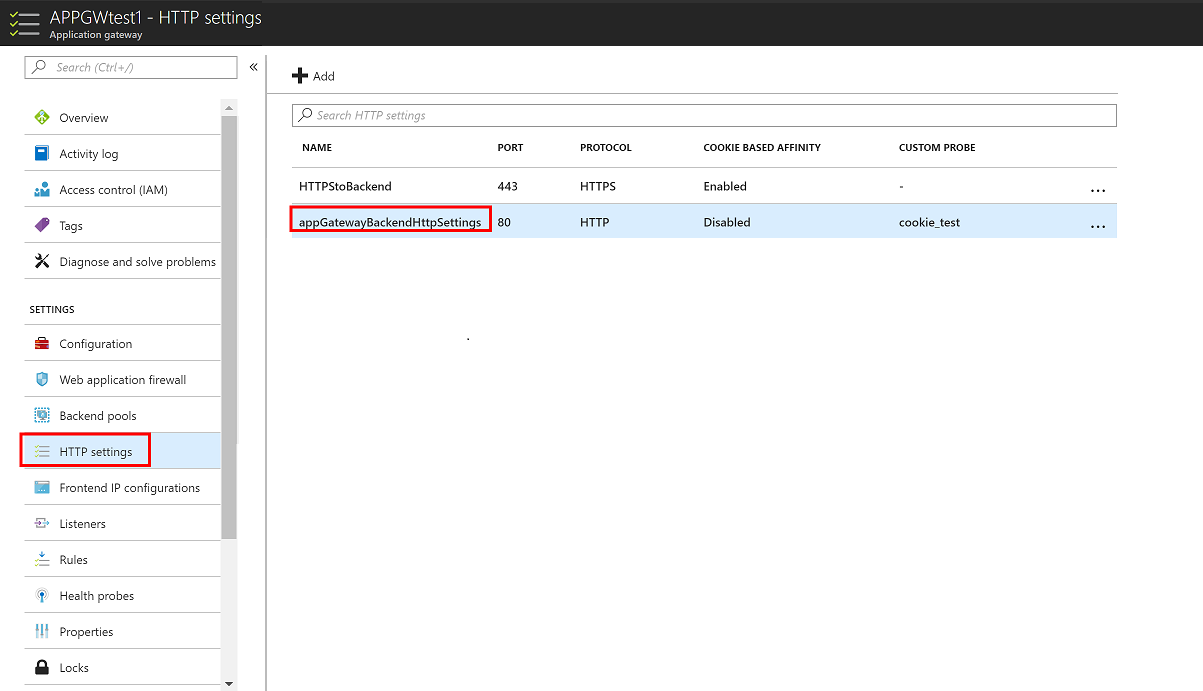 APPGWtest1 - HTTP settings
Application gateway
Search (Ctrl+/)
«
Overview
Activity log
Access control (IAM)
Tags
Diagnose and solve problems
SETTINGS
Configuration
Web application firewall
Backend pools
HTTP settings
Frontend IP configurations
Listeners
Rules
Health probes
Properties
Locks
Add
Search HTTP settings
NAME PORT PROTOCOL COOKIE BASED AFFINITY CUSTOM PROBE
HTTPStoBackend 443 HTTPS Enabled - ...
appGatewayBackendHttpSettings 80 HTTP Disabled cookie_test ...